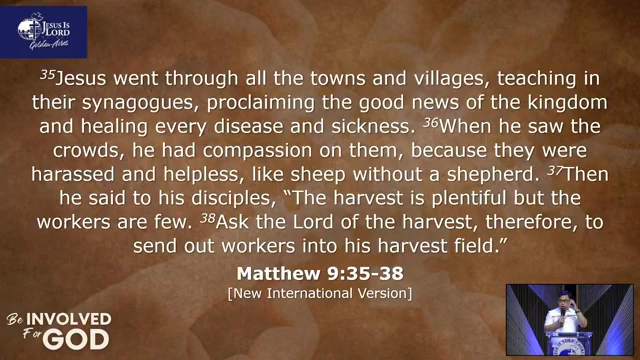 JESUS IS
LORD
Golden Acres
35Jesus went through all the towns and villages, teaching in
their synagogues, proclaiming the good news of the kingdom
and healing every disease and sickness. 36When he saw the
crowds, he had compassion on them, because they were
harassed and helpless, like sheep without a shepherd. 37Then
he said to his disciples, “The harvest is plentiful but the
workers are few. 38Ask the Lord of the harvest, therefore, to
send out workers into his harvest field.”
Matthew 9:35-38
[New International Version]
Be INVOLVED
For GOD